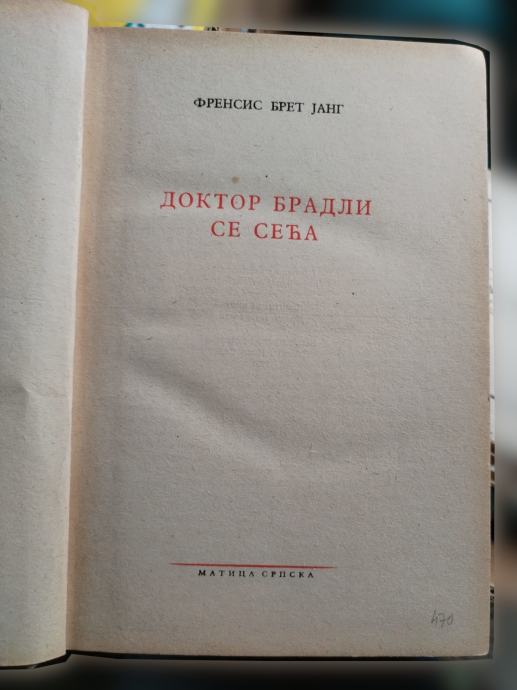 ФРЕНСИС БРЕТ ЈАНГ
ДОКТОР БРАДЛИ
СЕ СЕЋА
МАТИЦА СРПСКА
470